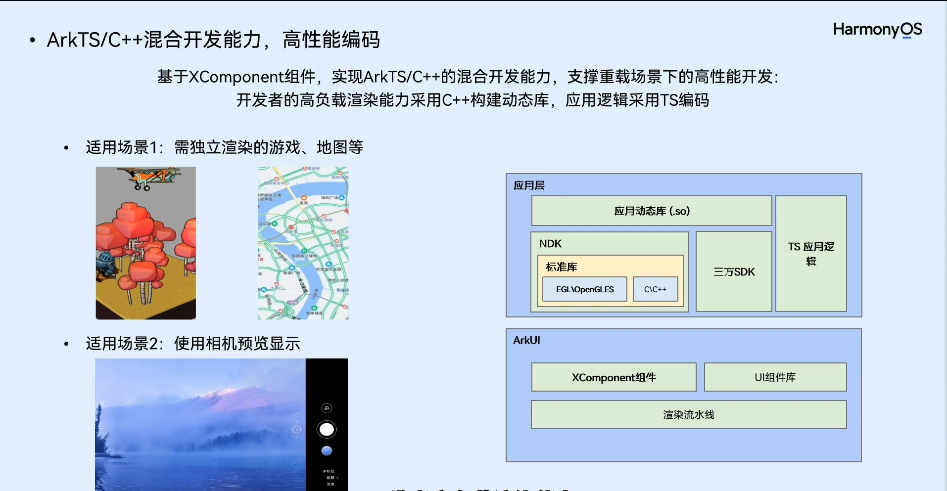 HarmonyOS
• ArkTS/C++混合开发能力，高性能编码
基于XComponent组件，实现ArkTS/C++的混合开发能力，支撑重载场景下的高性能开发：
开发者的高负载渲染能力采用C++构建动态库，应用逻辑采用TS编码
• 适用场景1：需独立渲染的游戏、地图等
• 适用场景2：使用相机预览显示
应用层
应用动态库 (.so)
NDK
标准库
EGL\OpenGLES
C\C++
三方SDK
TS 应用逻
辑
ArkUI
XComponent组件
UI组件库
渲染流水线